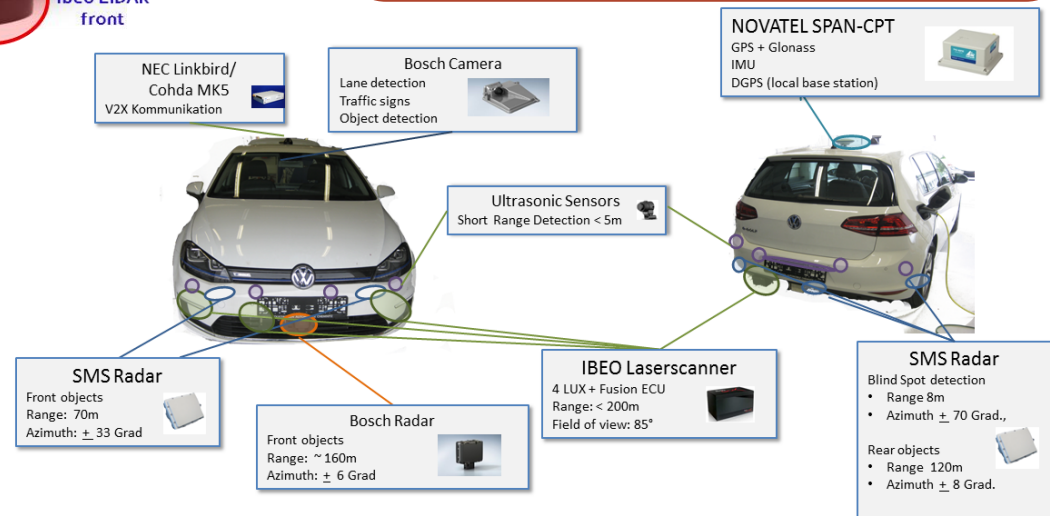 Ibeo LIDAR
front
NEC Linkbird/
Cohda MK5
V2X Kommunikation
Bosch Camera
Lane detection
Traffic signs
Object detection
NOVATEL SPAN-CPT
GPS + Glonass
IMU
DGPS (local base station)
Ultrasonic Sensors
Short Range Detection < 5m
SMS Radar
Front objects
Range: 70m
Azimuth: ± 33 Grad
Bosch Radar
Front objects
Range: ~ 160m
Azimuth: ± 6 Grad
IBEO Laserscanner
4 LUX + Fusion ECU
Range: < 200m
Field of view: 85°
SMS Radar
Blind Spot detection
• Range 8m
• Azimuth ± 70 Grad.,
Rear objects
• Range 120m
• Azimuth ± 8 Grad.